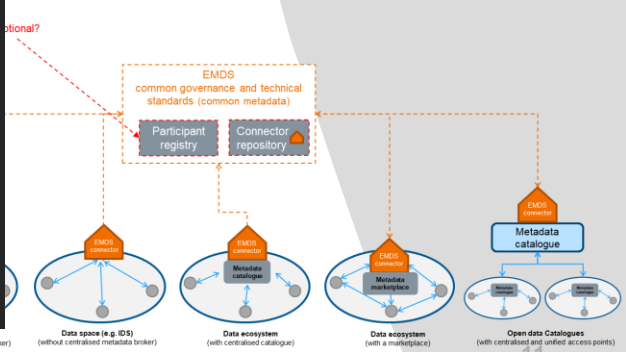 otional?
EMDS
common governance and technical
standards (common metadata)
Participant
registry
Connector
repository
EMDS
connector
Metadata
catalogue
EMDS
connector
EMDS
connector
Metadata
catalogue
EMDS
connector
Metadata
marketplace
Metadata
catalogue
Metadata
catalogue
Data space (e.g. IDS)
(without centralised metadata broker)
Data ecosystem
(with centralised catalogue)
Data ecosystem
(with a marketplace)
Open data Catalogues
(with centralised and unified access points)
ker)